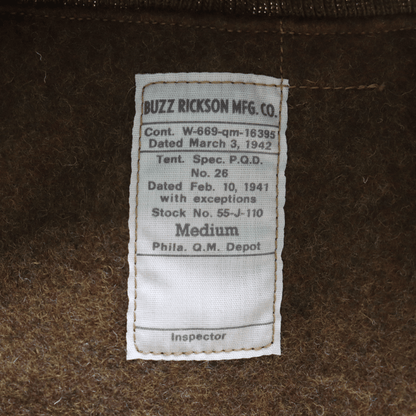 BUZZ RICKSON MFG. CO.
Cont. W-669-qm-16395
Dated March 3, 1942
Tent. Spec. P.Q.D.
No. 26
Dated Feb. 10, 1941
with exceptions
Stock No. 55-J-110
Medium
Phila. Q.M. Depot
Inspector